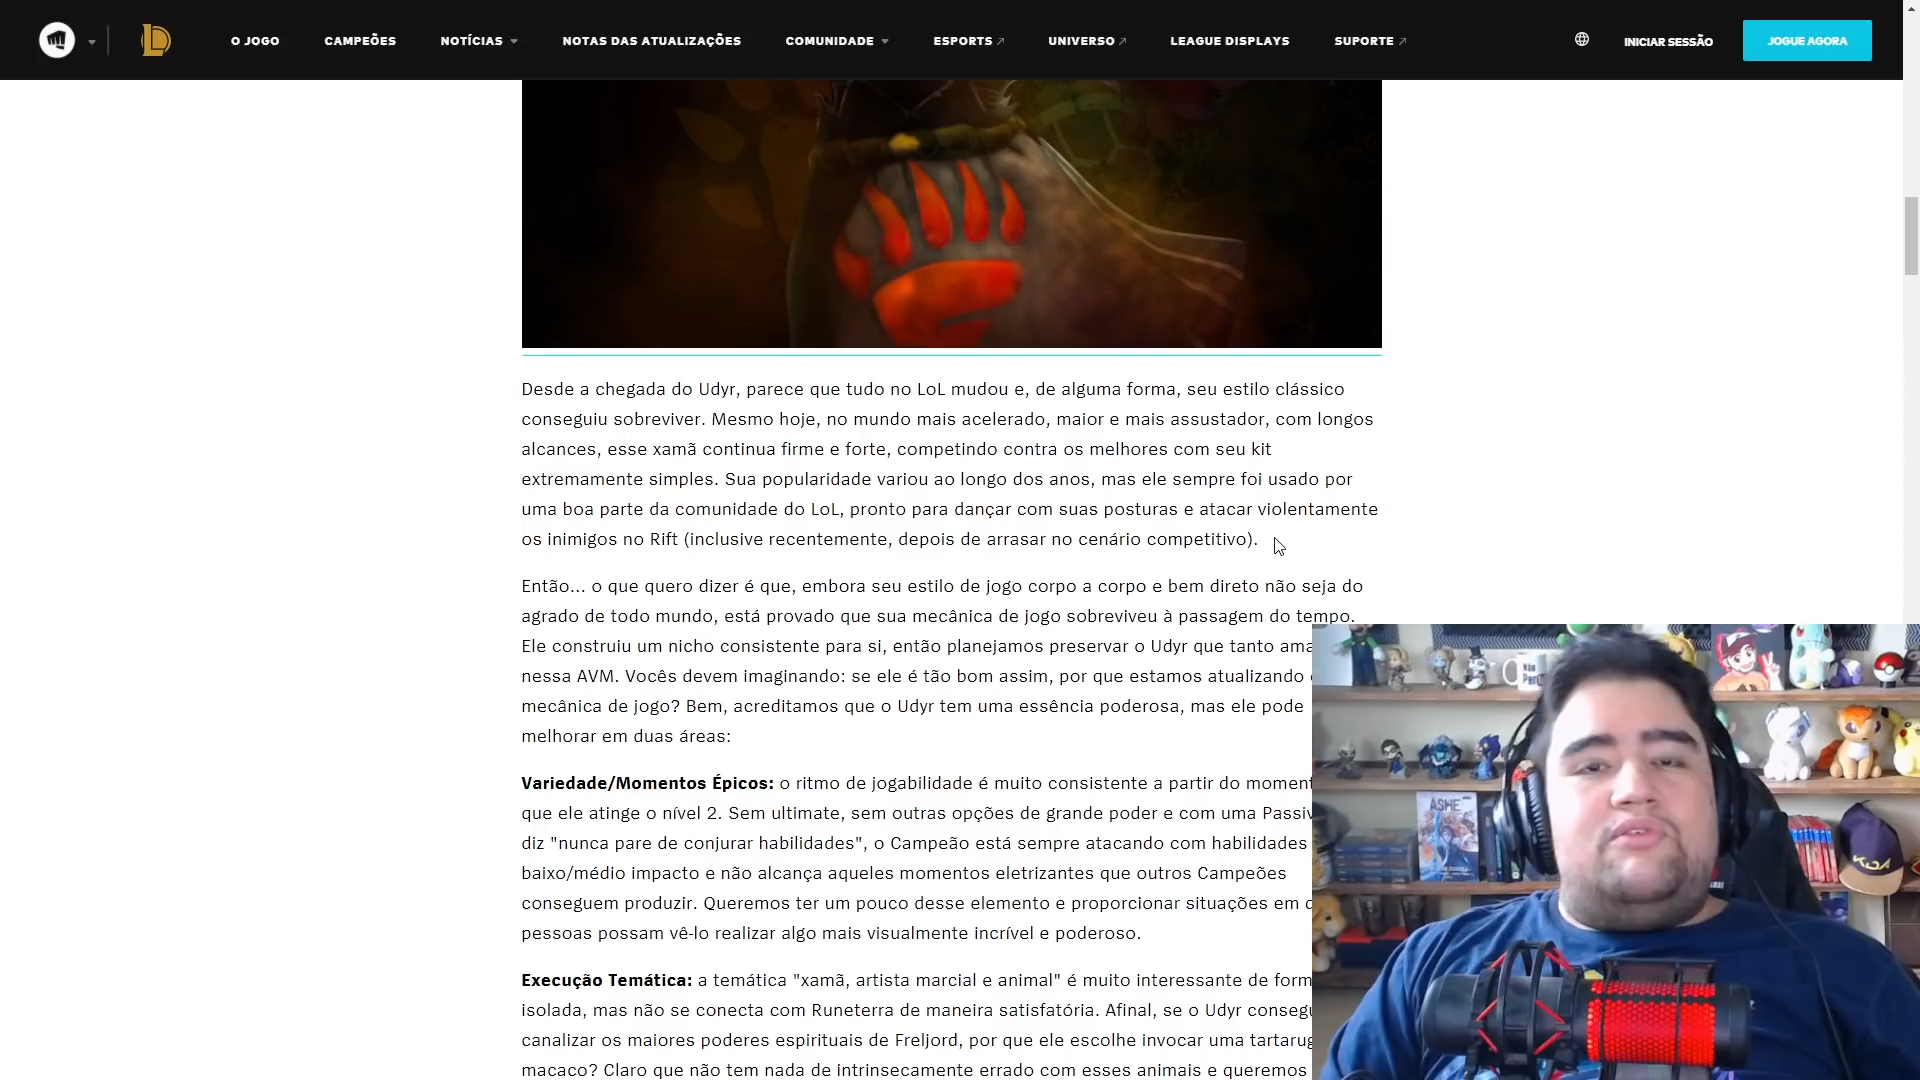 O JOGO
CAMPEÕES
NOTÍCIAS
NOTAS DAS ATUALIZAÇÕES
COMUNIDADE
ESPORTS
UNIVERSO
LEAGUE DISPLAYS
SUPORTE
INICIAR SESSÃO
JOGUE AGORA
Desde a chegada do Udyr, parece que tudo no LoL mudou e, de alguma forma, seu estilo clássico
conseguiu sobreviver. Mesmo hoje, no mundo mais acelerado, maior e mais assustador, com longos
alcances, esse xamã continua firme e forte, competindo contra os melhores com seu kit
extremamente simples. Sua popularidade variou ao longo dos anos, mas ele sempre foi usado por
uma boa parte da comunidade do LoL, pronto para dançar com suas posturas e atacar violentamente
os inimigos no Rift (inclusive recentemente, depois de arrasar no cenário competitivo).
Então... o que quero dizer é que, embora seu estilo de jogo corpo a corpo e bem direto não seja do
agrado de todo mundo, está provado que sua mecânica de jogo sobreviveu à passagem do tempo.
Ele construiu um nicho consistente para si, então planejamos preservar o Udyr que tanto ama
nessa AVM. Vocês devem imaginando: se ele é tão bom assim, por que estamos atualizando
mecânica de jogo? Bem, acreditamos que o Udyr tem uma essência poderosa, mas ele pode
melhorar em duas áreas:
Variedade/Momentos Épicos: o ritmo de jogabilidade é muito consistente a partir do moment
que ele atinge o nível 2. Sem ultimate, sem outras opções de grande poder e com uma Passiv
diz "nunca pare de conjurar habilidades", o Campeão está sempre atacando com habilidades
baixo/médio impacto e não alcança aqueles momentos eletrizantes que outros Campeões
conseguem produzir. Queremos ter um pouco desse elemento e proporcionar situações em
pessoas possam vê-lo realizar algo mais visualmente incrível e poderoso.
Execução Temática: a temática "xamã, artista marcial e animal" é muito interessante de form
isolada, mas não se conecta com Runeterra de maneira satisfatória. Afinal, se o Udyr consegu
canalizar os maiores poderes espirituais de Freljord, por que ele escolhe invocar uma tartarug
macaco? Claro que não tem nada de intrinsecamente errado com esses animais e queremos
ASHE